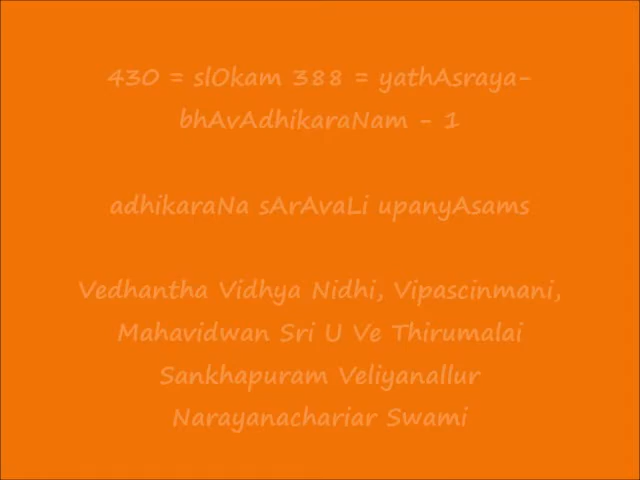 430 = slOkam 388 = yathAsraya-
bhAvAdhikaraNam - 1
adhikaraNa sArAvaLi upanyAsams
Vedhantha Vidhya Nidhi, Vipascinmani,
Mahavidwan Sri U Ve Thirumalai
Sankhapuram Veliyanallur
Narayanachariar Swami